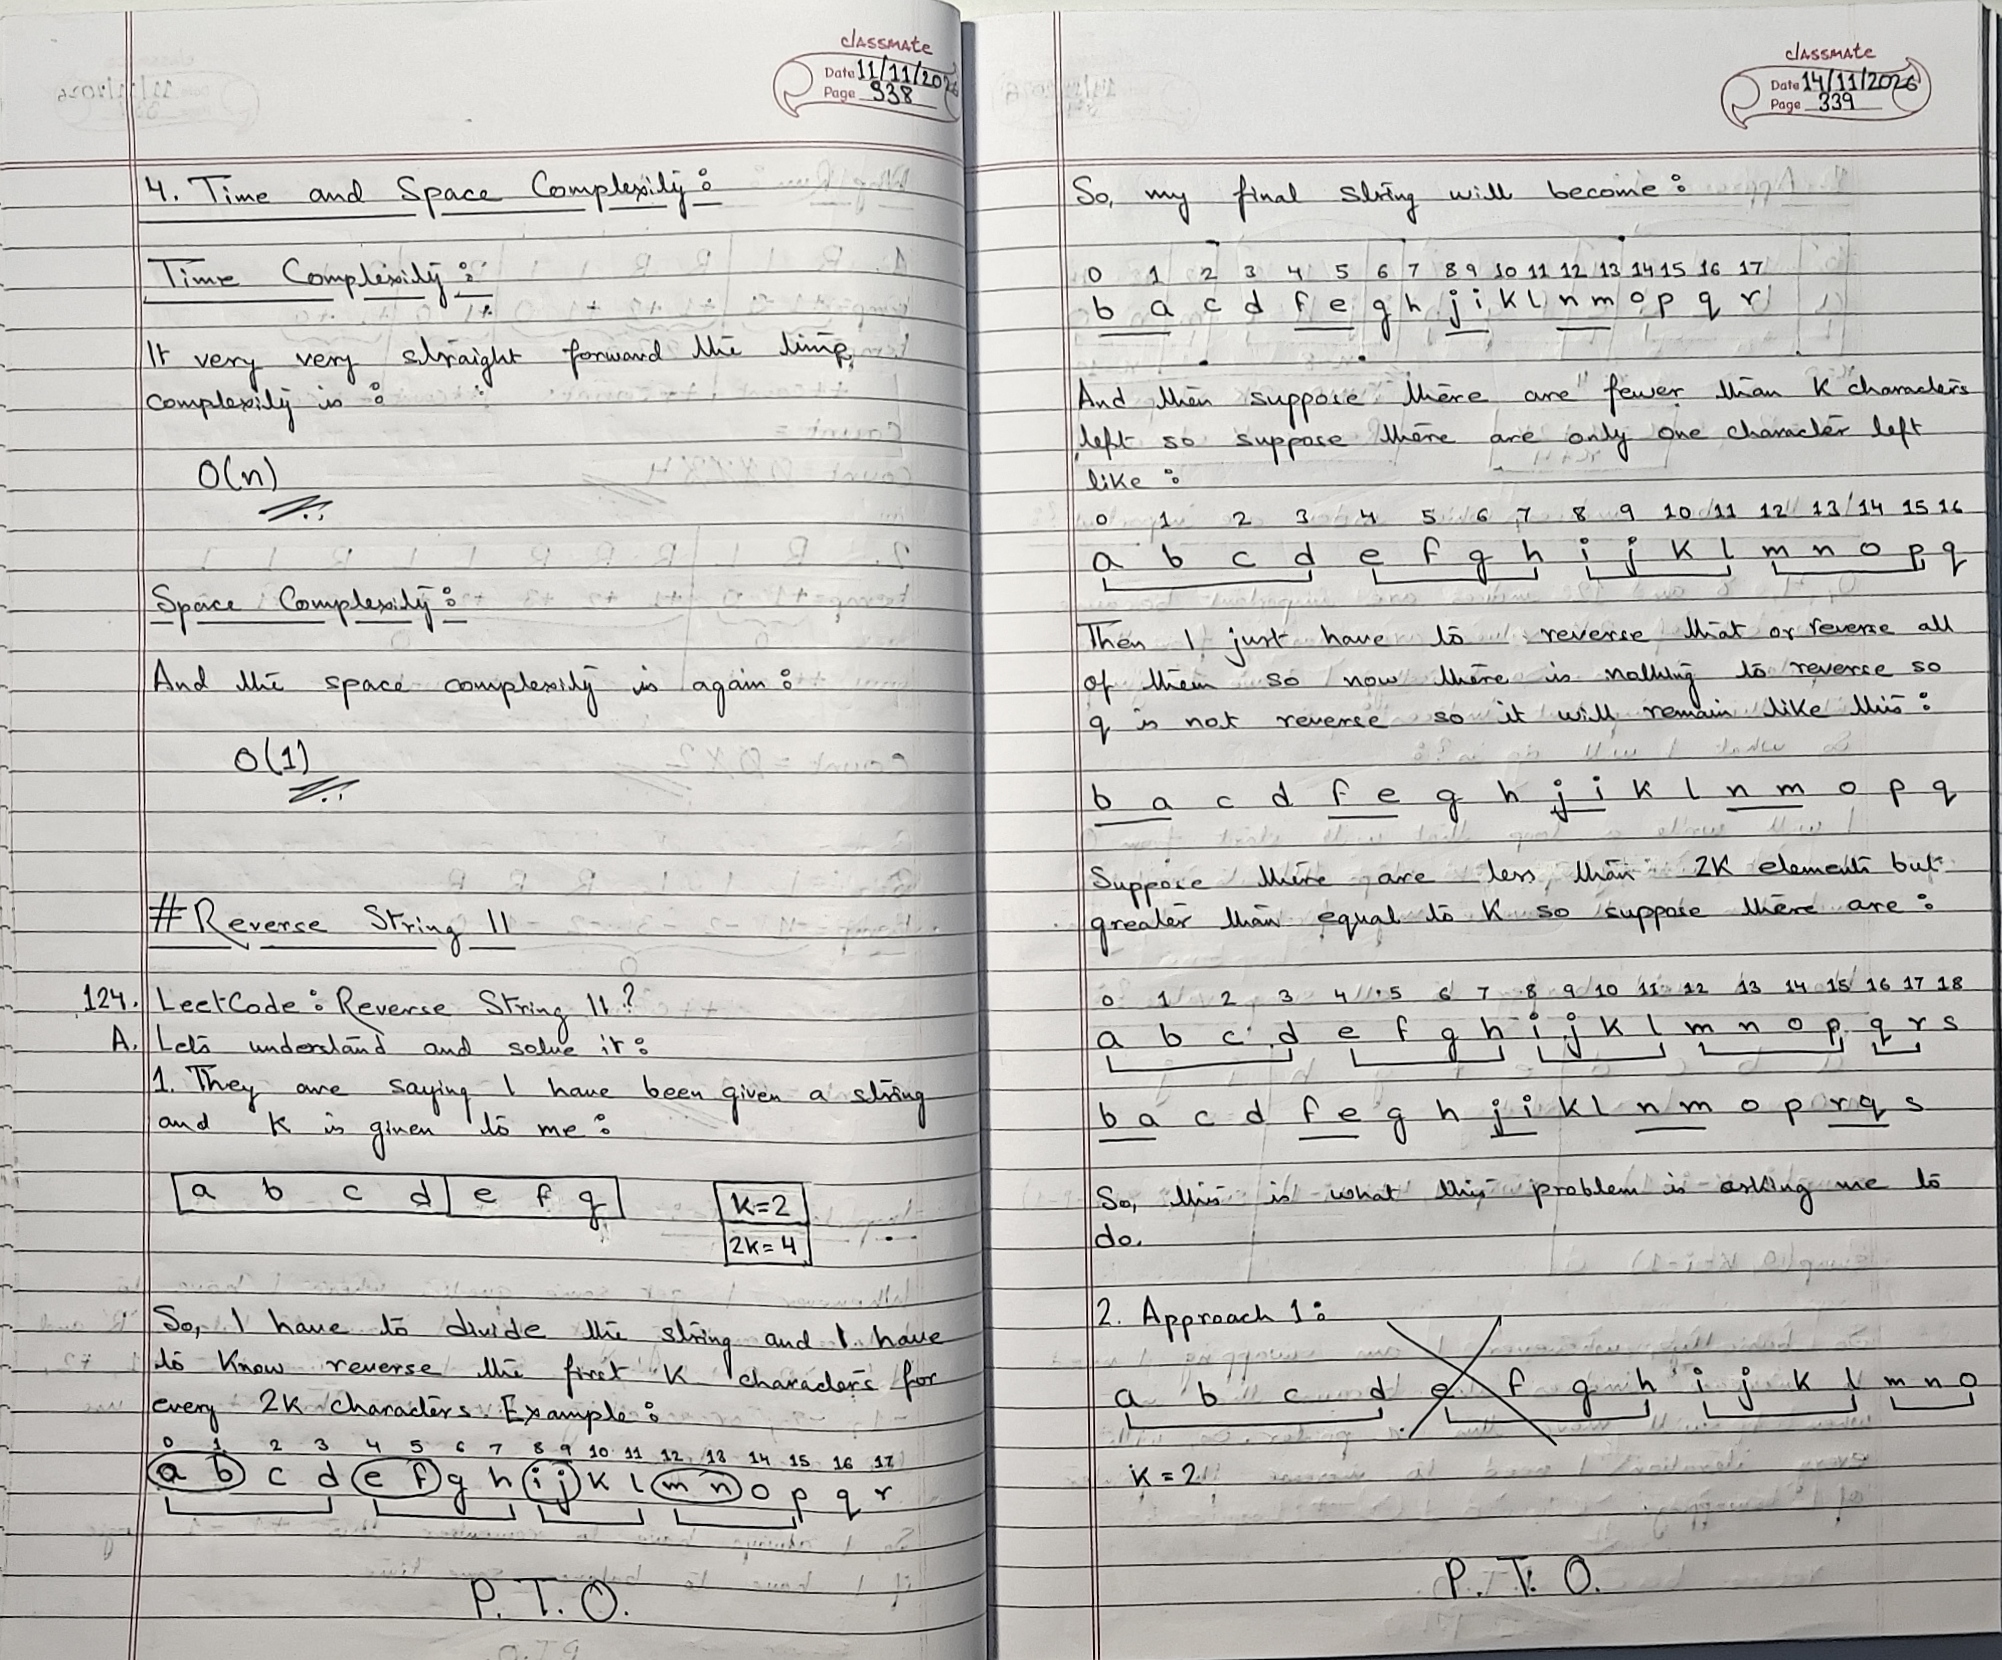 classmate
Date 11/11/2026
Page 338
4. Time and Space Complexity :
Time Complexity :
It very very straight forward the time
complexity is :
O(n)
Space Complexity :
And the space complexity is again :
O(1)
# Reverse String II
124. LeetCode : Reverse String II ?
A. Lets understand and solve it :
1. They are saying I have been given a string
and K is given to me :
a b c d e f g K=2
2K=4
So, I have to divide the string and I have
to know reverse the first K characters for
every 2K characters. Example :
0 1 2 3 4 5 6 7 8 9 10 11 12 13 14 15 16 17
a b c d e f g h i j k l m n o p q r
P. T. O.
classmate
Date 14/11/2026
Page 339
So, my final string will become :
0 1 2 3 4 5 6 7 8 9 10 11 12 13 14 15 16 17
b a c d f e g h j i k l n m o p q r
And then suppose there are fewer than K characters
left so suppose there are only one character left
like :
0 1 2 3 4 5 6 7 8 9 10 11 12 13 14 15 16
a b c d e f g h i j k l m n o p q
Then I just have to reverse that or reverse all
of them so now there is nothing to reverse so
q is not reverse so it will remain like this :
b a c d f e g h j i k l n m o p q
Suppose there are less than 2K elements but
greater than equal to K so suppose there are :
0 1 2 3 4 5 6 7 8 9 10 11 12 13 14 15 16 17 18
a b c d e f g h i j k l m n o p q r s
b a c d f e g h j i k l n m o p r q s
So, this is what this problem is asking me to
do.
2. Approach 1 :
a b c d e f g h i j k l m n o
K = 2
P. T. O.